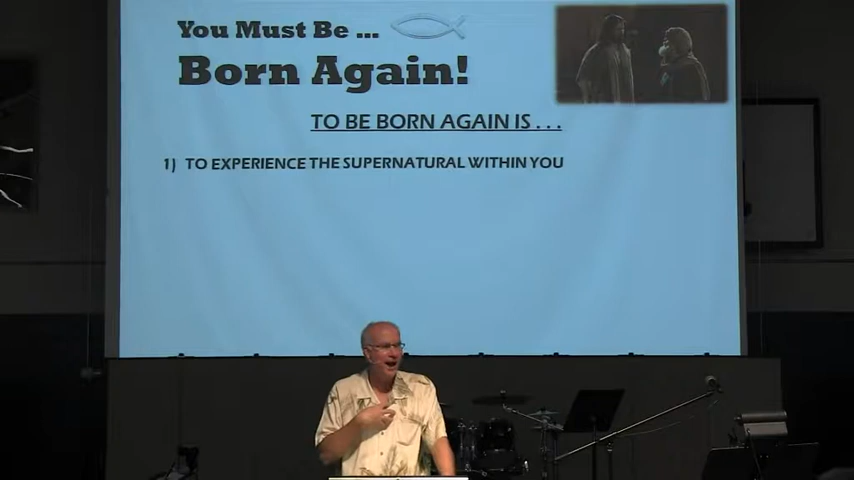 You Must Be ...
Born Again!
TO BE BORN AGAIN IS . . .
1) TO EXPERIENCE THE SUPERNATURAL WITHIN YOU